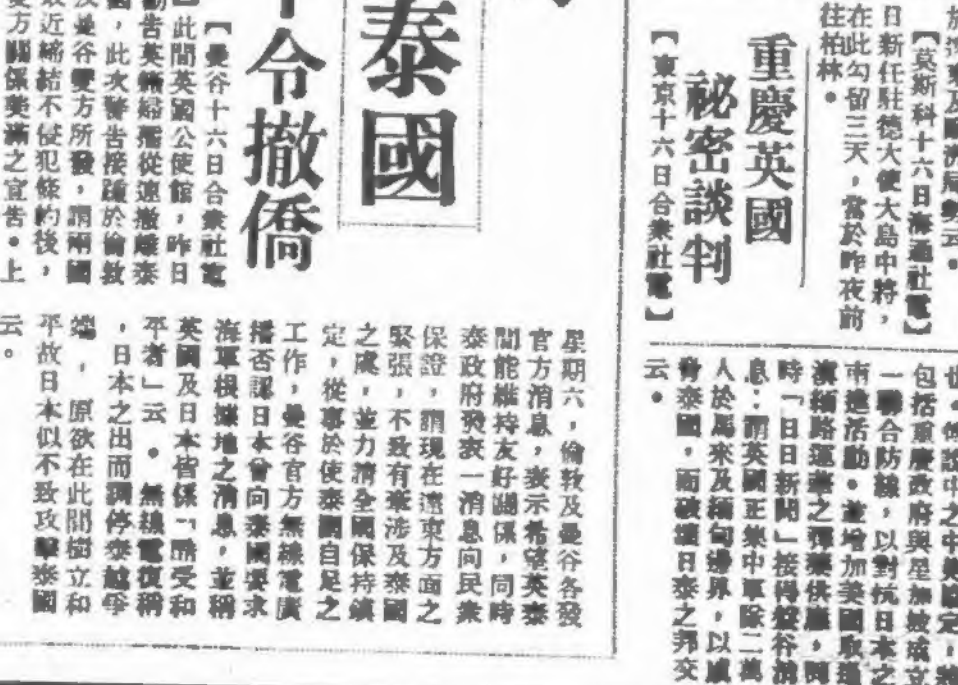 【莫斯科十六日海通社電】
日新任駐德大使大島中將，
在此勾留三天，當於昨夜前
往柏林。
重慶英國
秘密談判
【東京十六日合衆社電】
包括重慶政府與星加坡成立
一聯合防線，以對抗日本之
南進活動。並增加美國取道
滇緬路運華之彈藥供應，同
時「日日新聞」接得盤谷消
息：謂英國正集中軍隊二萬
人於馬來及緬甸邊界，以威
脅泰國，而破壞日泰之邦交
云。
泰國
令撤僑
【曼谷十六日合衆社電
】此間英國公使館，昨日
勸告英籍婦孺從速撤離泰
國，此次警告接踵於倫敦
及曼谷雙方所發，謂兩國
最近締結不侵犯條約後，
雙方關係美滿之宣告。上
星期六，倫敦及曼谷各發
官方消息，表示希望英泰
間能維持友好關係，同時
泰政府發表一消息向民衆
保證，謂現在遠東方面之
緊張，不致有牽涉及泰國
之處，並力請全國保持鎮
定，從事於使泰國自足之
工作，曼谷官方無線電廣
播否認日本曾向泰國要求
海軍根據地之消息，並稱
英國及日本皆係「酷愛和
平者」云。無線電復稱
，日本之出而調停泰越爭
端，原欲在此間樹立和
平故日本似不致攻擊泰國
云。